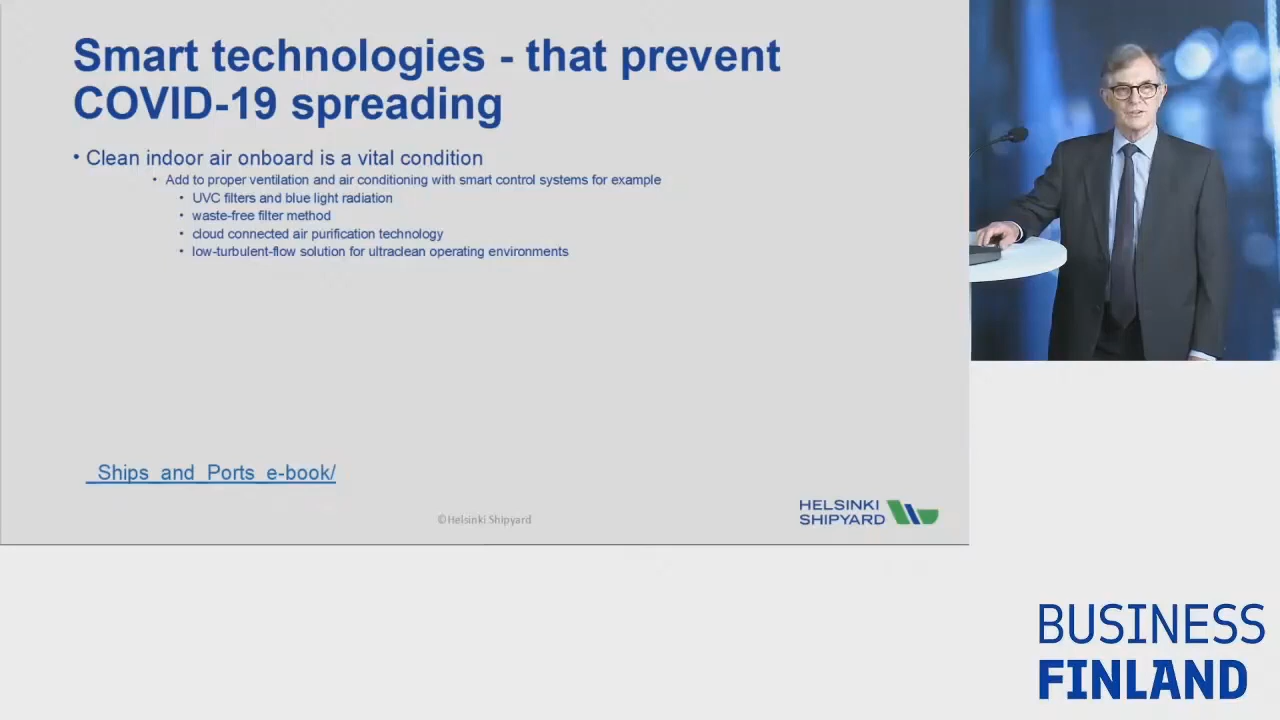 Smart technologies - that prevent
COVID-19 spreading
• Clean indoor air onboard is a vital condition
• Add to proper ventilation and air conditioning with smart control systems for example
• UVC filters and blue light radiation
• waste-free filter method
• cloud connected air purification technology
• low-turbulent-flow solution for ultraclean operating environments
_Ships_and_Ports_e-book/
©Helsinki Shipyard
HELSINKI
SHIPYARD
BUSINESS
FINLAND